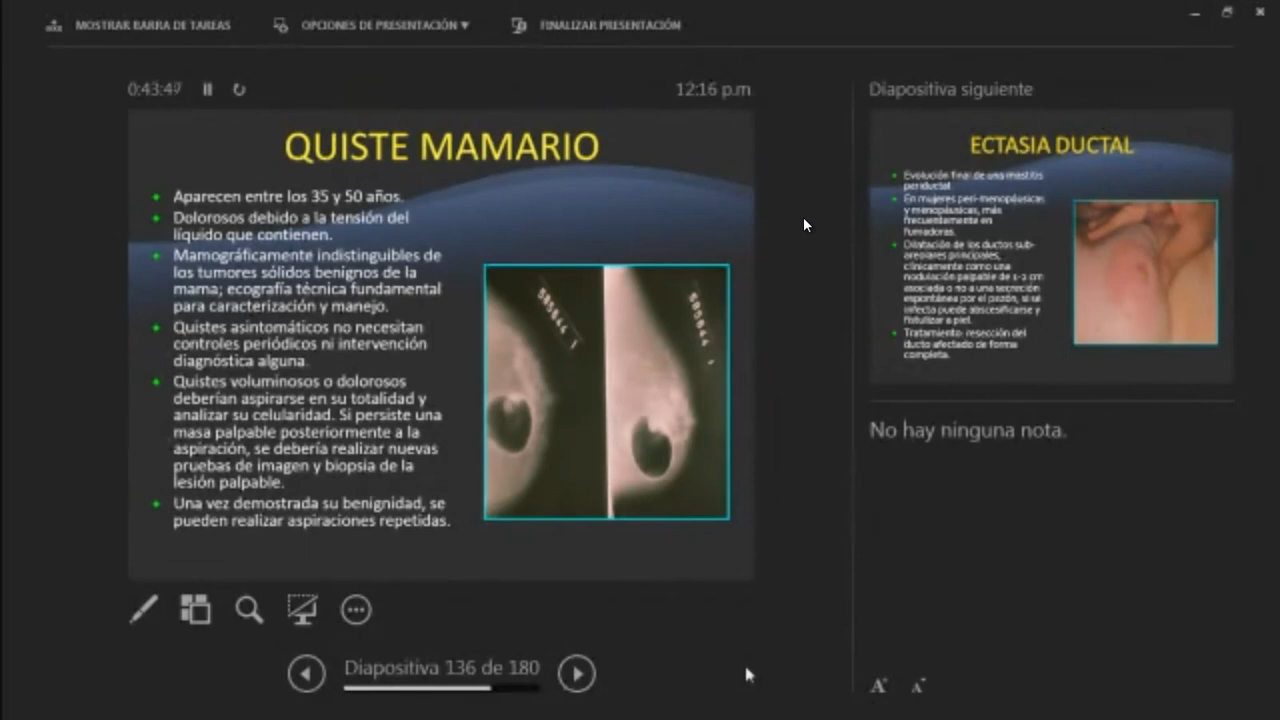 MOSTRAR BARRA DE TAREAS
OPCIONES DE PRESENTACIÓN ▼
FINALIZAR PRESENTACIÓN
0:43:47
12:16 p.m
QUISTE MAMARIO
Aparecen entre los 35 y 50 años.
Dolorosos debido a la tensión del
líquido que contienen.
Mamográficamente indistinguibles de
los tumores sólidos benignos de la
mama; ecografía técnica fundamental
para caracterización y manejo.
Quistes asintomáticos no necesitan
controles periódicos ni intervención
diagnóstica alguna.
Quistes voluminosos o dolorosos
deberían aspirarse en su totalidad y
analizar su celularidad. Si persiste una
masa palpable posteriormente a la
aspiración, se debería realizar nuevas
pruebas de imagen y biopsia de la
lesión palpable.
Una vez demostrada su benignidad, se
pueden realizar aspiraciones repetidas.
Diapositiva 136 de 180
Diapositiva siguiente
ECTASIA DUCTAL
Evolución final de una mastitis
periductal.
En mujeres peri-menopáusicas
y menopáusicas, más
frecuentemente en
fumadoras.
Dilatación de los ductos sub-
areolares principales,
clínicamente como una
nodulación palpable de 1-2 cm
asociada o no a una secreción
espontánea por el pezón, si se
infecta puede abscesificarse y
fistulizar a piel.
Tratamiento: resección del
ducto afectado de forma
completa.
No hay ninguna nota.
A A